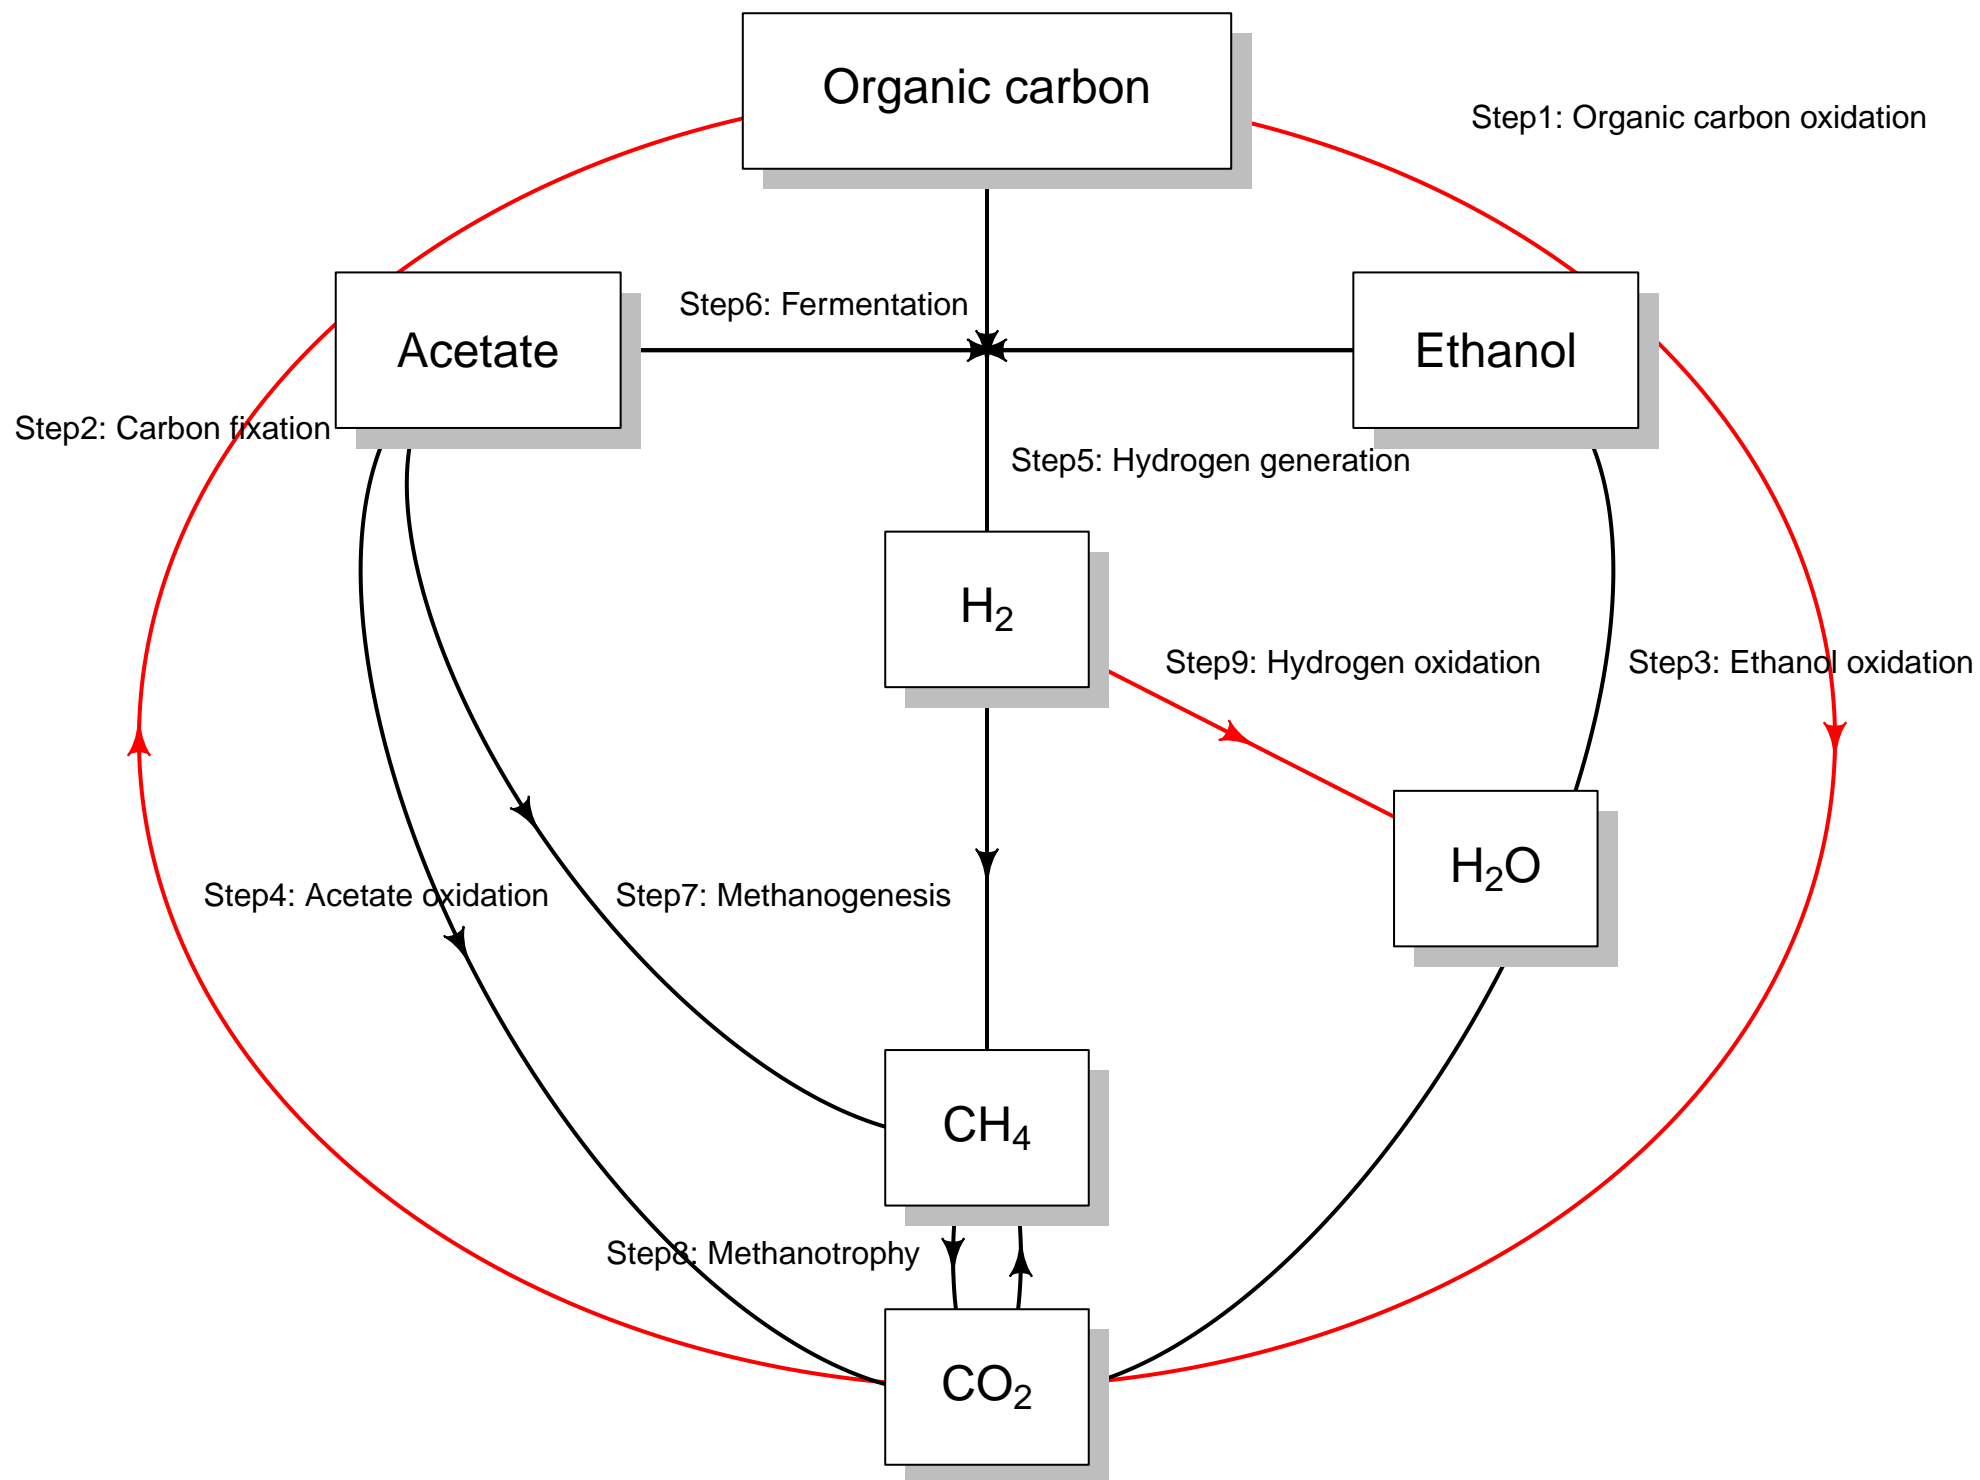 Organic carbon
Step1: Organic carbon oxidation
Step6: Fermentation
Acetate
Ethanol
Step2: Carbon fixation
Step5: Hydrogen generation
H₂
Step9: Hydrogen oxidation
Step3: Ethanol oxidation
H₂O
Step4: Acetate oxidation
Step7: Methanogenesis
CH₄
Step8: Methanotrophy
CO₂